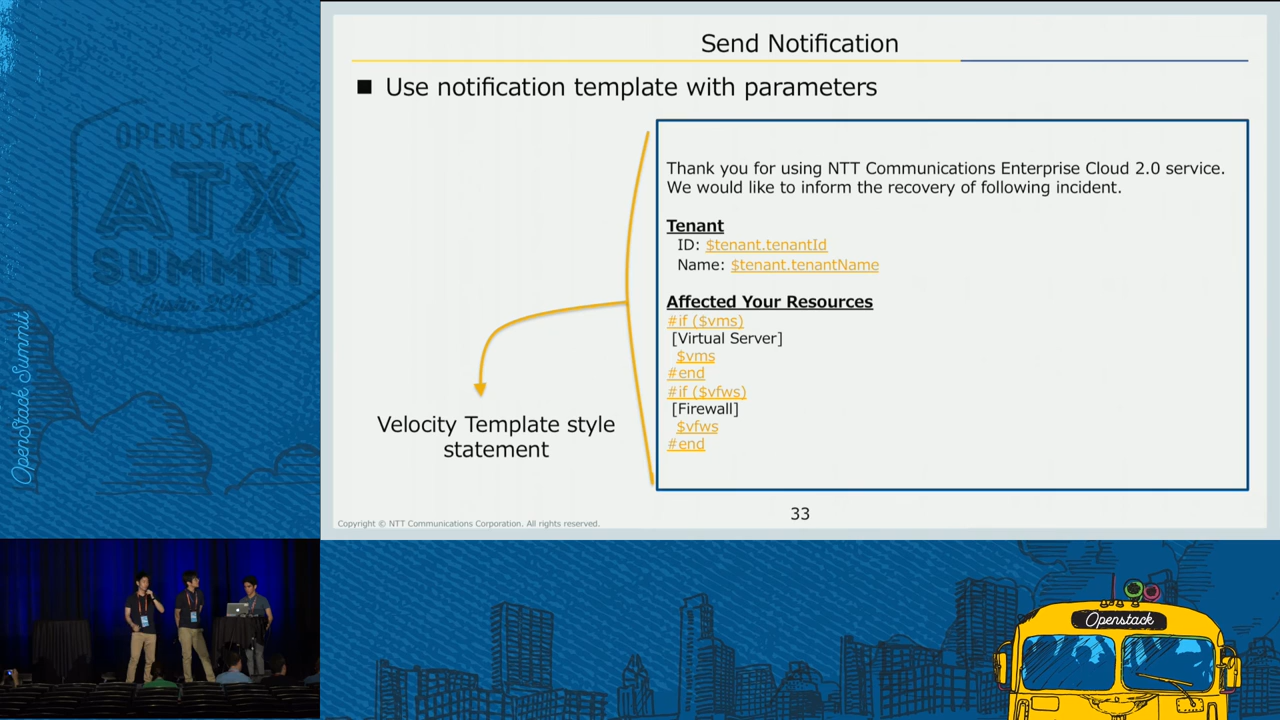 Send Notification
■ Use notification template with parameters
Thank you for using NTT Communications Enterprise Cloud 2.0 service.
We would like to inform the recovery of following incident.
Tenant
ID: $tenant.tenantId
Name: $tenant.tenantName
Affected Your Resources
#if ($vms)
[Virtual Server]
$vms
#end
#if ($vfws)
[Firewall]
$vfws
#end
Velocity Template style
statement
33
Copyright © NTT Communications Corporation. All rights reserved.
OPENSTACK
ATX
SUMMIT
Austin 2016
OpenStack Summit
Openstack